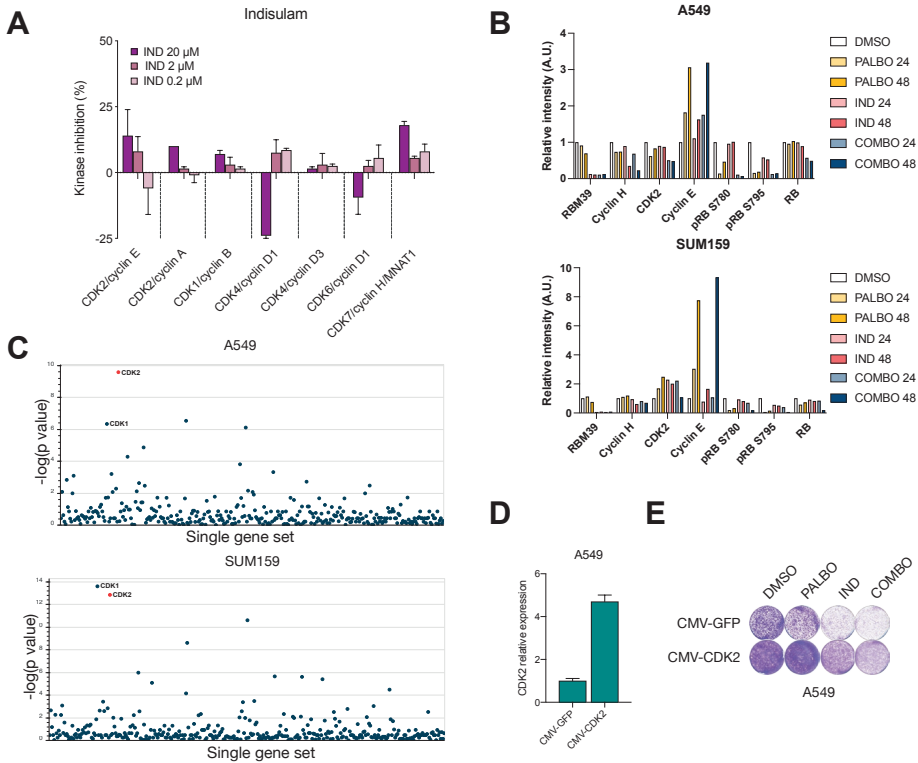 A
Indisulam
Kinase inhibition (%)
50
25
0
-25
IND 20 µM
IND 2 µM
IND 0.2 µM
CDK2/cyclin E
CDK2/cyclin A
CDK1/cyclin B
CDK4/cyclin D1
CDK4/cyclin D3
CDK6/cyclin D1
CDK7/cyclin H/MNAT1
B
A549
Relative intensity (A.U.)
4
3
2
1
0
RBM39
Cyclin H
CDK2
Cyclin E
pRB S780
pRB S795
RB
DMSO
PALBO 24
PALBO 48
IND 24
IND 48
COMBO 24
COMBO 48
SUM159
Relative intensity (A.U.)
10
8
6
4
2
0
RBM39
Cyclin H
CDK2
Cyclin E
pRB S780
pRB S795
RB
DMSO
PALBO 24
PALBO 48
IND 24
IND 48
COMBO 24
COMBO 48
C
A549
-log(p value)
10
8
6
4
2
0
CDK2
CDK1
Single gene set
SUM159
-log(p value)
14
12
10
8
6
4
2
0
CDK1
CDK2
Single gene set
D
A549
CDK2 relative expression
6
4
2
0
CMV-GFP
CMV-CDK2
E
DMSO
PALBO
IND
COMBO
CMV-GFP
CMV-CDK2
A549